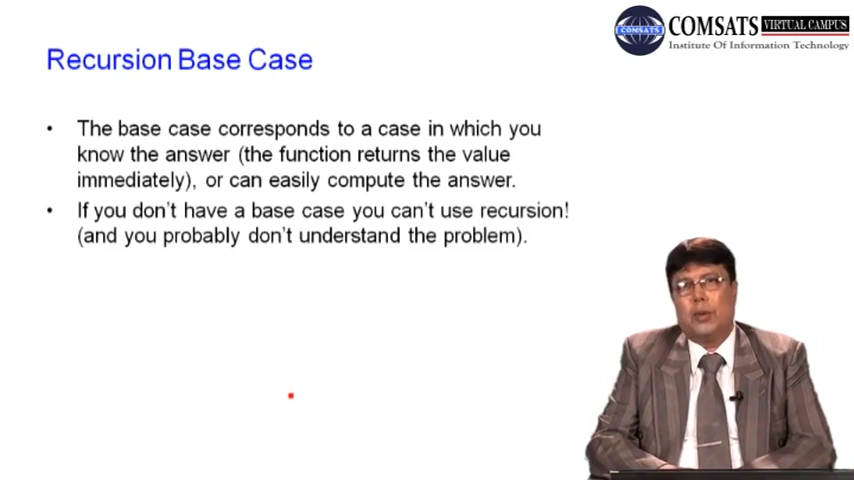 COMSATS VIRTUAL CAMPUS
Institute Of Information Technology
COMSATS
Recursion Base Case
• The base case corresponds to a case in which you
know the answer (the function returns the value
immediately), or can easily compute the answer.
• If you don't have a base case you can't use recursion!
(and you probably don't understand the problem).